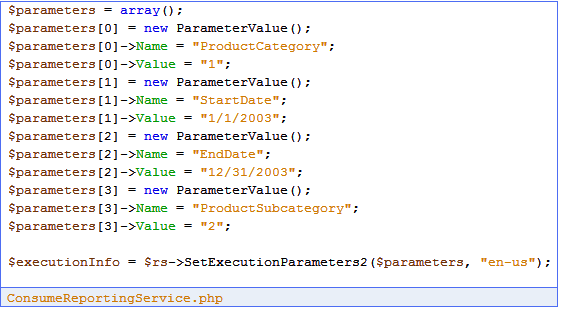 $parameters = array();
$parameters[0] = new ParameterValue();
$parameters[0]->Name = "ProductCategory";
$parameters[0]->Value = "1";
$parameters[1] = new ParameterValue();
$parameters[1]->Name = "StartDate";
$parameters[1]->Value = "1/1/2003";
$parameters[2] = new ParameterValue();
$parameters[2]->Name = "EndDate";
$parameters[2]->Value = "12/31/2003";
$parameters[3] = new ParameterValue();
$parameters[3]->Name = "ProductSubcategory";
$parameters[3]->Value = "2";
$executionInfo = $rs->SetExecutionParameters2($parameters, "en-us");
ConsumeReportingService.php